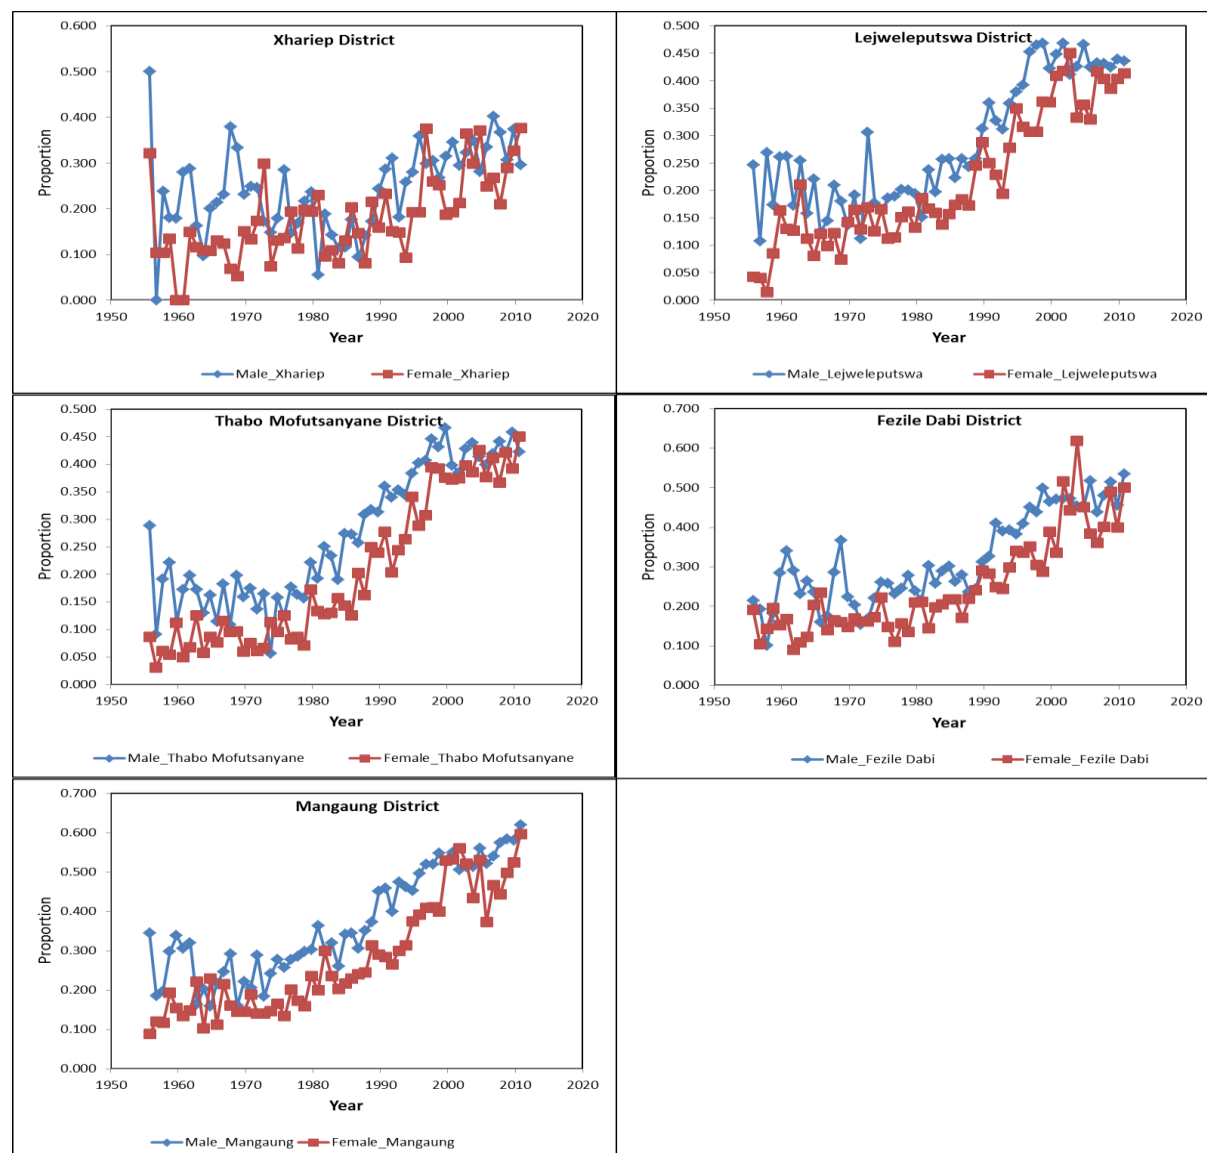 Xhariep District
Proportion
0.600
0.500
0.400
0.300
0.200
0.100
0.000
1950 1960 1970 1980 1990 2000 2010 2020
Year
Male_Xhariep Female_Xhariep
Lejweleputswa District
Proportion
0.500
0.450
0.400
0.350
0.300
0.250
0.200
0.150
0.100
0.050
0.000
1950 1960 1970 1980 1990 2000 2010 2020
Year
Male_Lejweleputswa Female_Lejweleputswa
Thabo Mofutsanyane District
Proportion
0.500
0.450
0.400
0.350
0.300
0.250
0.200
0.150
0.100
0.050
0.000
1950 1960 1970 1980 1990 2000 2010 2020
Year
Male_Thabo Mofutsanyane Female_Thabo Mofutsanyane
Fezile Dabi District
Proportion
0.700
0.600
0.500
0.400
0.300
0.200
0.100
0.000
1950 1960 1970 1980 1990 2000 2010 2020
Year
Male_Fezile Dabi Female_Fezile Dabi
Mangaung District
Proportion
0.700
0.600
0.500
0.400
0.300
0.200
0.100
0.000
1950 1960 1970 1980 1990 2000 2010 2020
Year
Male_Mangaung Female_Mangaung